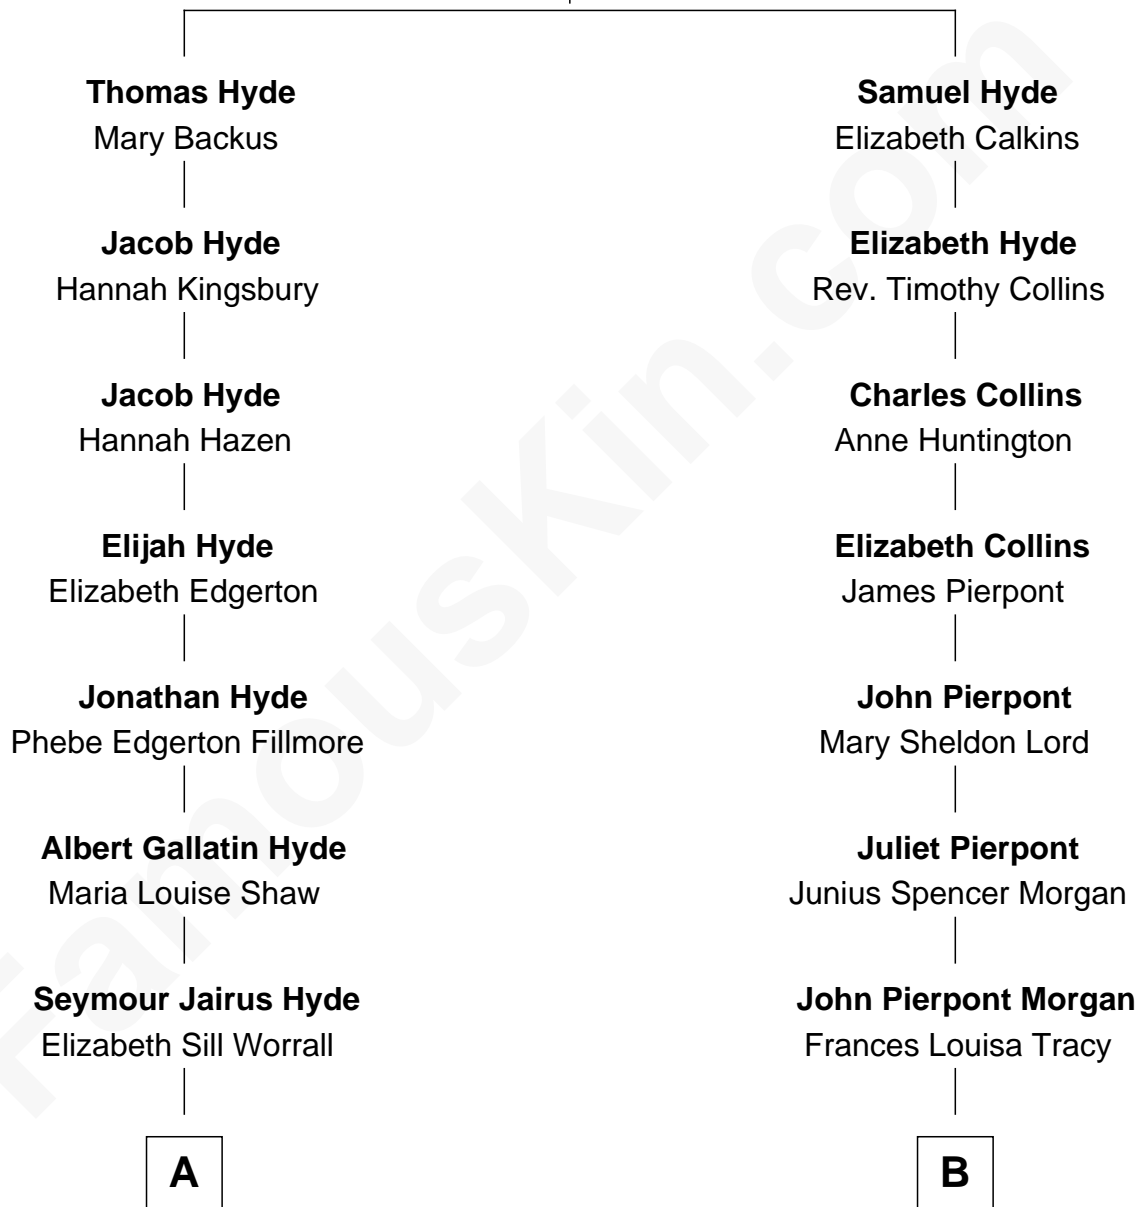 Thomas Hyde
Mary Backus
Samuel Hyde
Elizabeth Calkins
Jacob Hyde
Hannah Kingsbury
Elizabeth Hyde
Rev. Timothy Collins
Jacob Hyde
Hannah Hazen
Charles Collins
Anne Huntington
Elijah Hyde
Elizabeth Edgerton
Elizabeth Collins
James Pierpont
Jonathan Hyde
Phebe Edgerton Fillmore
John Pierpont
Mary Sheldon Lord
Albert Gallatin Hyde
Maria Louise Shaw
Juliet Pierpont
Junius Spencer Morgan
Seymour Jairus Hyde
Elizabeth Sill Worrall
John Pierpont Morgan
Frances Louisa Tracy
A
B
FamousKin.com